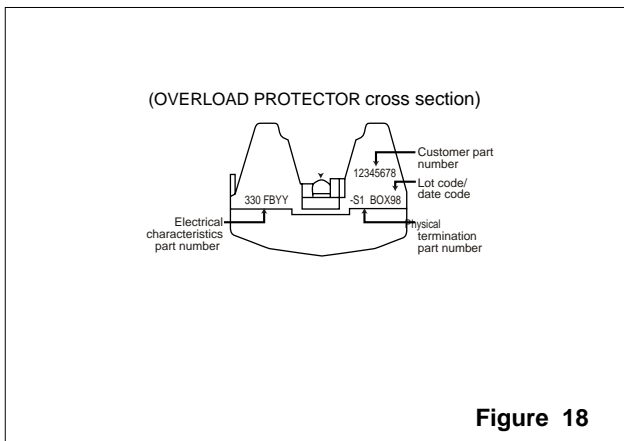 (OVERLOAD PROTECTOR cross section)
Customer part
number
12345678
Lot code/
date code
330 FBYY
-S1 BOX98
Electrical
characteristics
part number
Physical
termination
part number
Figure 18